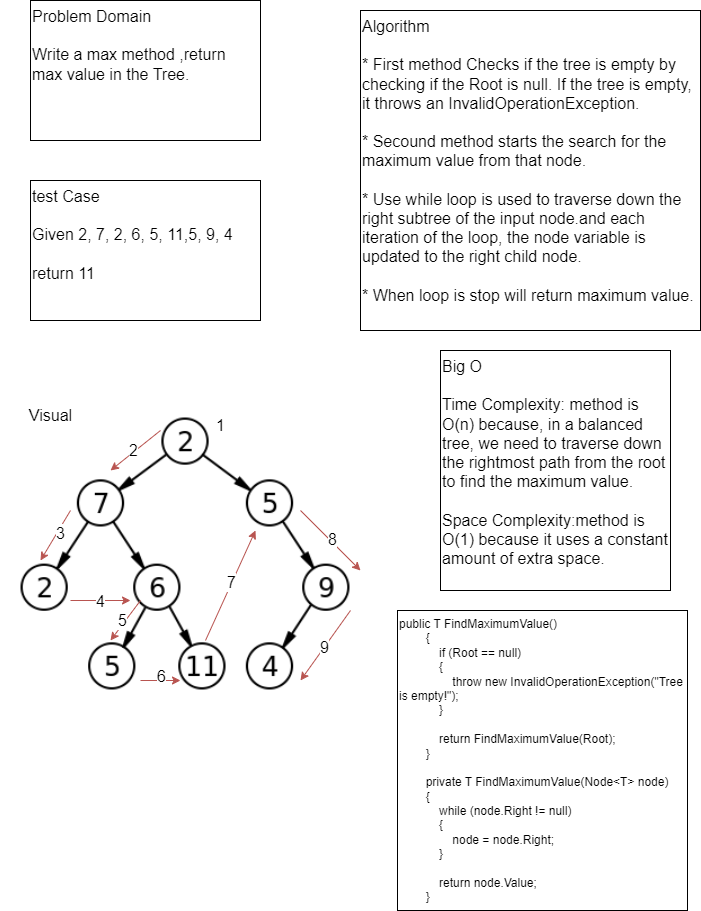 Problem Domain
Write a max method ,return
max value in the Tree.
test Case
Given 2, 7, 2, 6, 5, 11,5, 9, 4
return 11
Algorithm
* First method Checks if the tree is empty by
checking if the Root is null. If the tree is empty,
it throws an InvalidOperationException.
* Secound method starts the search for the
maximum value from that node.
* Use while loop is used to traverse down the
right subtree of the input node.and each
iteration of the loop, the node variable is
updated to the right child node.
* When loop is stop will return maximum value.
Big O
Time Complexity: method is
O(n) because, in a balanced
tree, we need to traverse down
the rightmost path from the root
to find the maximum value.
Space Complexity:method is
O(1) because it uses a constant
amount of extra space.
Visual
1
2
2
7
5
3
8
2
4
6
7
9
5
9
5
6
11
4
public T FindMaximumValue()
{
if (Root == null)
{
throw new InvalidOperationException("Tree
is empty!");
}
return FindMaximumValue(Root);
}
private T FindMaximumValue(Node<T> node)
{
while (node.Right != null)
{
node = node.Right;
}
return node.Value;
}